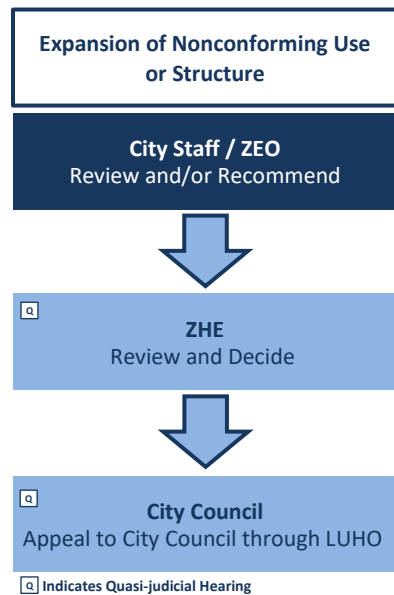 Expansion of Nonconforming Use
or Structure
City Staff / ZEO
Review and/or Recommend
Q
ZHE
Review and Decide
Q
City Council
Appeal to City Council through LUHO
Q Indicates Quasi-judicial Hearing